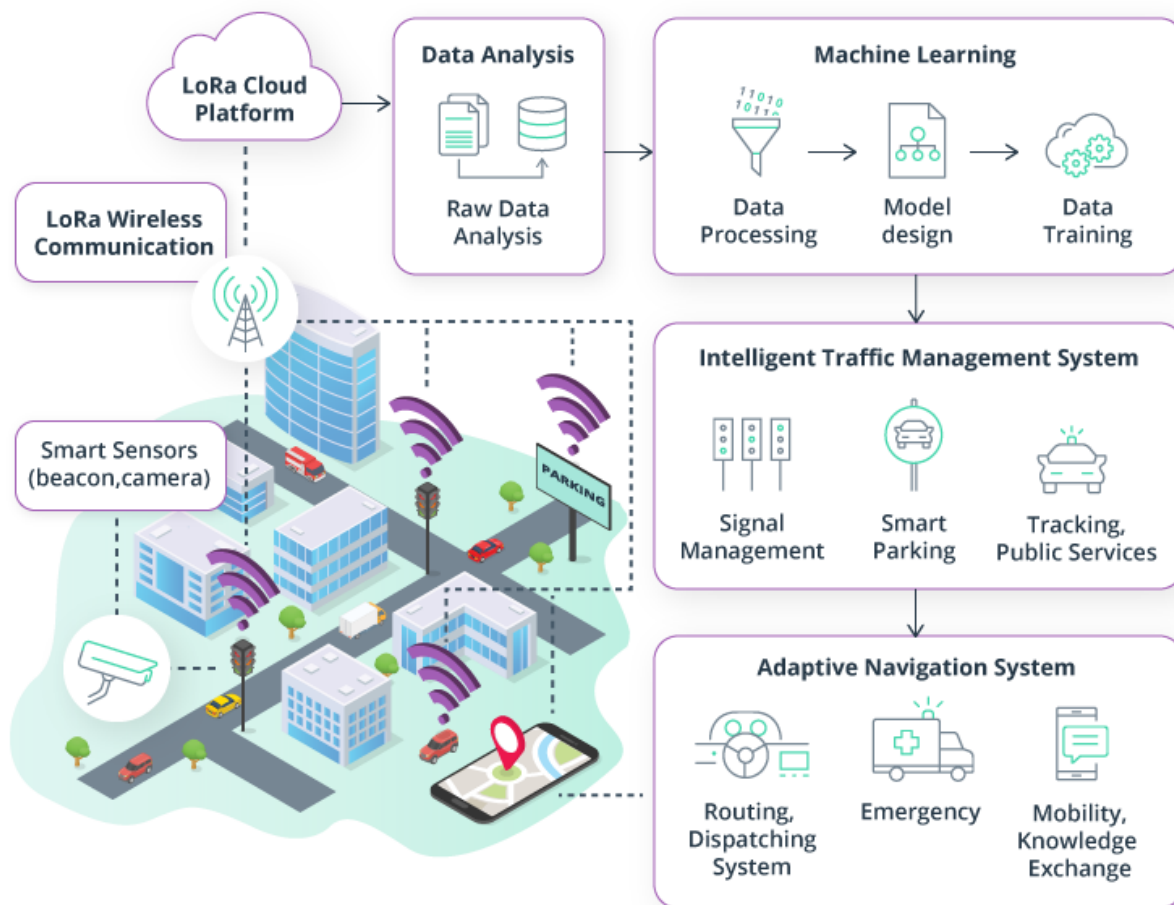 LoRa Cloud
Platform
Data Analysis
Raw Data
Analysis
Machine Learning
11010
1011
Data
Processing
Model
design
Data
Training
LoRa Wireless
Communication
Smart Sensors
(beacon,camera)
PARKING
Intelligent Traffic Management System
Signal
Management
Smart
Parking
Tracking,
Public Services
Adaptive Navigation System
Routing,
Dispatching
System
Emergency
Mobility,
Knowledge
Exchange